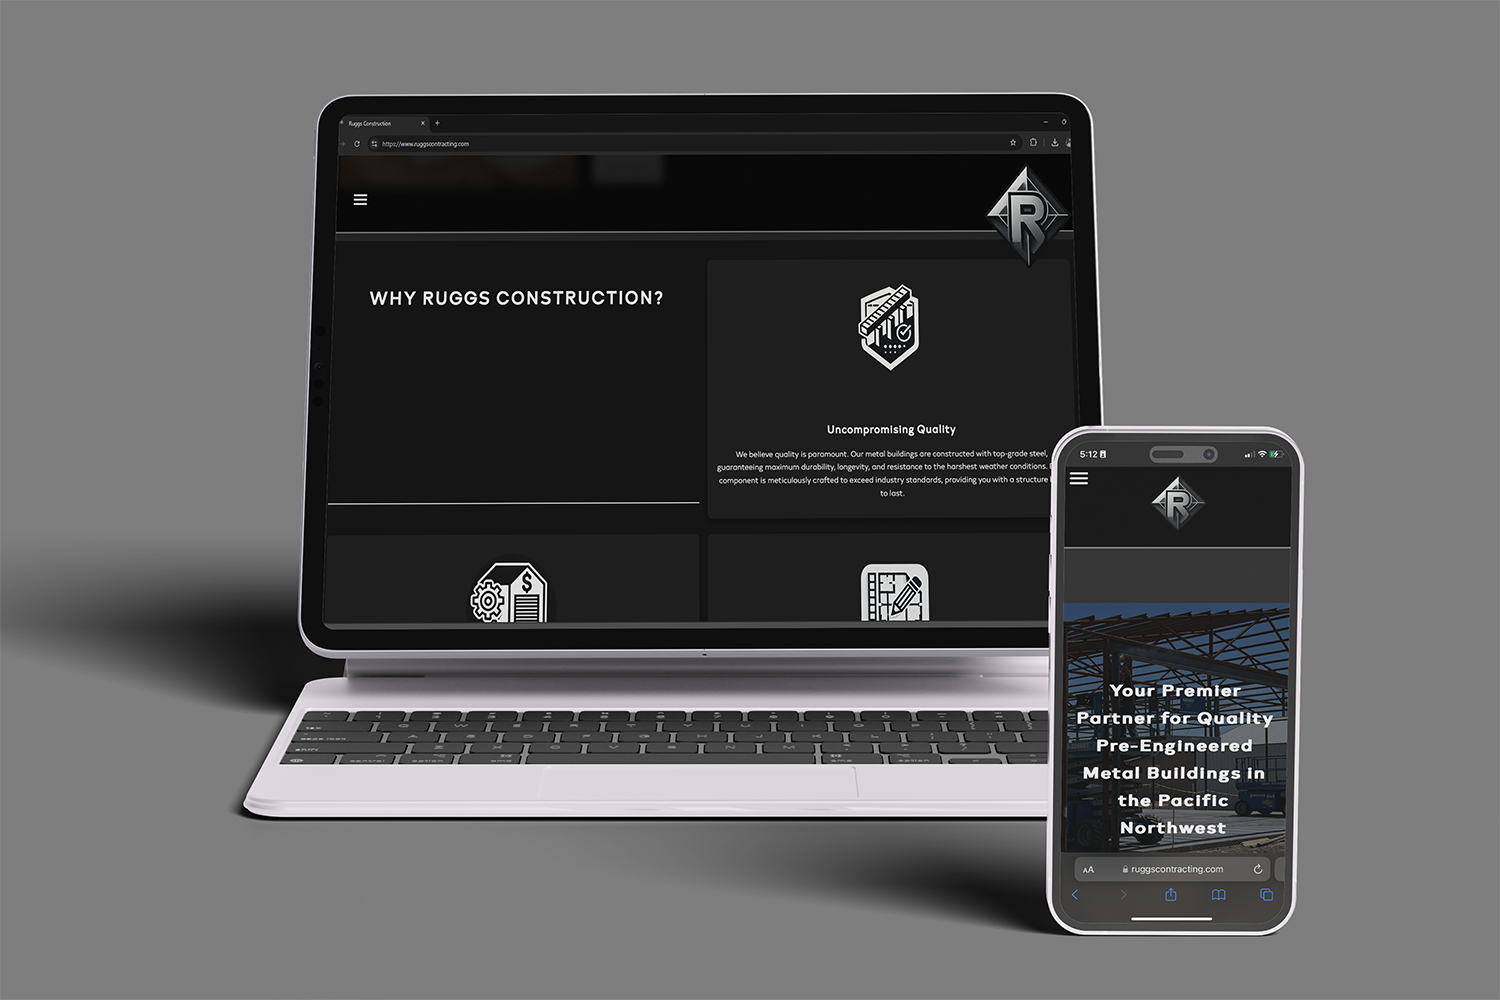 Ruggs Construction
https://www.ruggscontracting.com
R
WHY RUGGS CONSTRUCTION?
$
Uncompromising Quality
We believe quality is paramount. Our metal buildings are constructed with top-grade steel,
guaranteeing maximum durability, longevity, and resistance to the harshest weather conditions.
component is meticulously crafted to exceed industry standards, providing you with a structure
to last.
5:12
R
Your Premier
Partner for Quality
Pre-Engineered
Metal Buildings in
the Pacific
Northwest
AA ruggscontracting.com